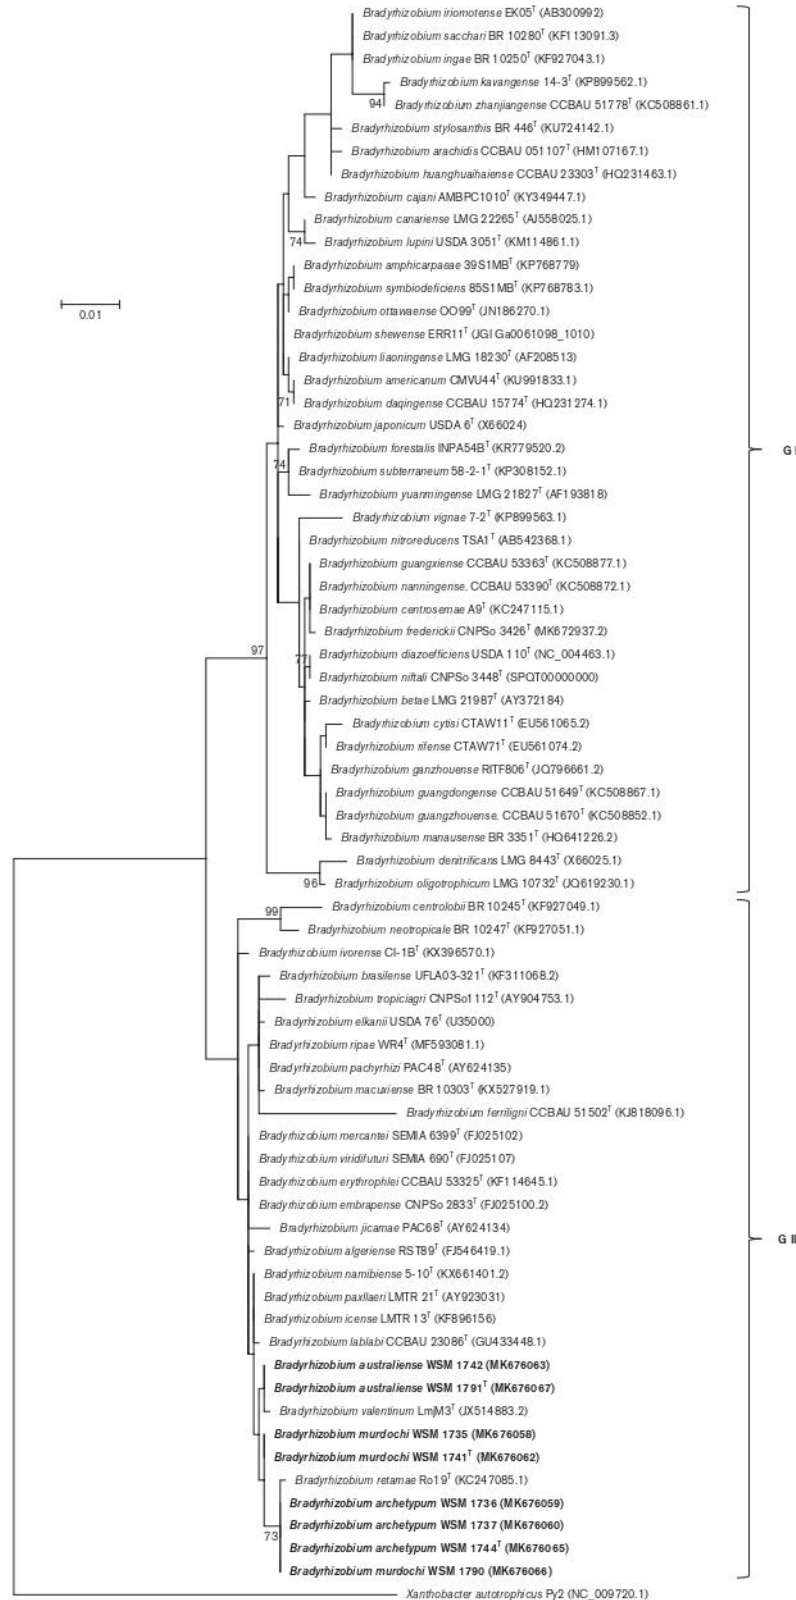 Bradyrhizobium iriomotense EK05T (AB300992)
Bradyrhizobium sacchari BR 10280T (KF113091.3)
Bradyrhizobium ingae BR 10250T (KF927043.1)
Bradyrhizobium kavangense 14-3T (KP899562.1)
94
Bradyrhizobium zhanjiangense CCBAU 51778T (KC508861.1)
Bradyrhizobium stylosanthis BR 446T (KU724142.1)
Bradyrhizobium arachidis CCBAU 051107T (HM107167.1)
Bradyrhizobium huanghuaihaiense CCBAU 23303T (HQ231463.1)
Bradyrhizobium cajani AMBPC1010T (KY349447.1)
Bradyrhizobium canariense LMG 22265T (AJ558025.1)
74
Bradyrhizobium lupini USDA 3051T (KM114861.1)
Bradyrhizobium amphicarpaeae 39S1MBT (KP768779)
Bradyrhizobium symbiodeficiens 85S1MBT (KP768783.1)
0.01
Bradyrhizobium ottawaense OO99T (JN186270.1)
Bradyrhizobium shewense ERR11T (JGI Ga0061098_1010)
Bradyrhizobium liaoningense LMG 18230T (AF208513)
Bradyrhizobium americanum CMVU44T (KU991833.1)
71
Bradyrhizobium daqingense CCBAU 15774T (HQ231274.1)
Bradyrhizobium japonicum USDA 6T (X66024)
Bradyrhizobium forestalis INPA54BT (KR779520.2)
G I
74
Bradyrhizobium subterraneum 58-2-1T (KP308152.1)
Bradyrhizobium yuanmingense LMG 21827T (AF193818)
Bradyrhizobium vignae 7-2T (KP899563.1)
Bradyrhizobium nitroreducens TSA1T (AB542368.1)
Bradyrhizobium guangxiense CCBAU 53363T (KC508877.1)
Bradyrhizobium nanningense. CCBAU 53390T (KC508872.1)
Bradyrhizobium centrosemae A9T (KC247115.1)
Bradyrhizobium frederickii CNPSo 3426T (MK672937.2)
97
Bradyrhizobium diazoefficiens USDA 110T (NC_004463.1)
77
Bradyrhizobium niftali CNPSo 3448T (SPQT00000000)
Bradyrhizobium betae LMG 21987T (AY372184)
Bradyrhizobium cytisi CTAW11T (EU561065.2)
Bradyrhizobium rifense CTAW71T (EU561074.2)
Bradyrhizobium ganzhouense RITF806T (JQ796661.2)
Bradyrhizobium guangdongense CCBAU 51649T (KC508867.1)
Bradyrhizobium guangzhouense. CCBAU 51670T (KC508852.1)
Bradyrhizobium manausense BR 3351T (HQ641226.2)
Bradyrhizobium denitrificans LMG 8443T (X66025.1)
96
Bradyrhizobium oligotrophicum LMG 10732T (JQ619230.1)
99
Bradyrhizobium centrolobii BR 10245T (KF927049.1)
Bradyrhizobium neotropicale BR 10247T (KF927051.1)
Bradyrhizobium ivorense CI-1BT (KX396570.1)
Bradyrhizobium brasilense UFLA03-321T (KF311068.2)
Bradyrhizobium tropiciagri CNPSo1112T (AY904753.1)
Bradyrhizobium elkanii USDA 76T (U35000)
Bradyrhizobium ripae WR4T (MF593081.1)
Bradyrhizobium pachyrhizi PAC48T (AY624135)
Bradyrhizobium macuxiense BR 10303T (KX527919.1)
Bradyrhizobium ferriligni CCBAU 51502T (KJ818096.1)
Bradyrhizobium mercantei SEMIA 6399T (FJ025102)
Bradyrhizobium viridifuturi SEMIA 690T (FJ025107)
Bradyrhizobium erythrophlei CCBAU 53325T (KF114645.1)
Bradyrhizobium embrapense CNPSo 2833T (FJ025100.2)
Bradyrhizobium jicamae PAC68T (AY624134)
G II
Bradyrhizobium algeriense RST89T (FJ546419.1)
Bradyrhizobium namibiense 5-10T (KX661401.2)
Bradyrhizobium paxllaeri LMTR 21T (AY923031)
Bradyrhizobium icense LMTR 13T (KF896156)
Bradyrhizobium lablabi CCBAU 23086T (GU433448.1)
Bradyrhizobium australiense WSM 1742 (MK676063)
Bradyrhizobium australiense WSM 1791T (MK676067)
Bradyrhizobium valentinum LmjM3T (JX514883.2)
Bradyrhizobium murdochi WSM 1735 (MK676058)
Bradyrhizobium murdochi WSM 1741T (MK676062)
Bradyrhizobium retamae Ro19T (KC247085.1)
Bradyrhizobium archetypum WSM 1736 (MK676059)
Bradyrhizobium archetypum WSM 1737 (MK676060)
73
Bradyrhizobium archetypum WSM 1744T (MK676065)
Bradyrhizobium murdochi WSM 1790 (MK676066)
Xanthobacter autotrophicus Py2 (NC_009720.1)